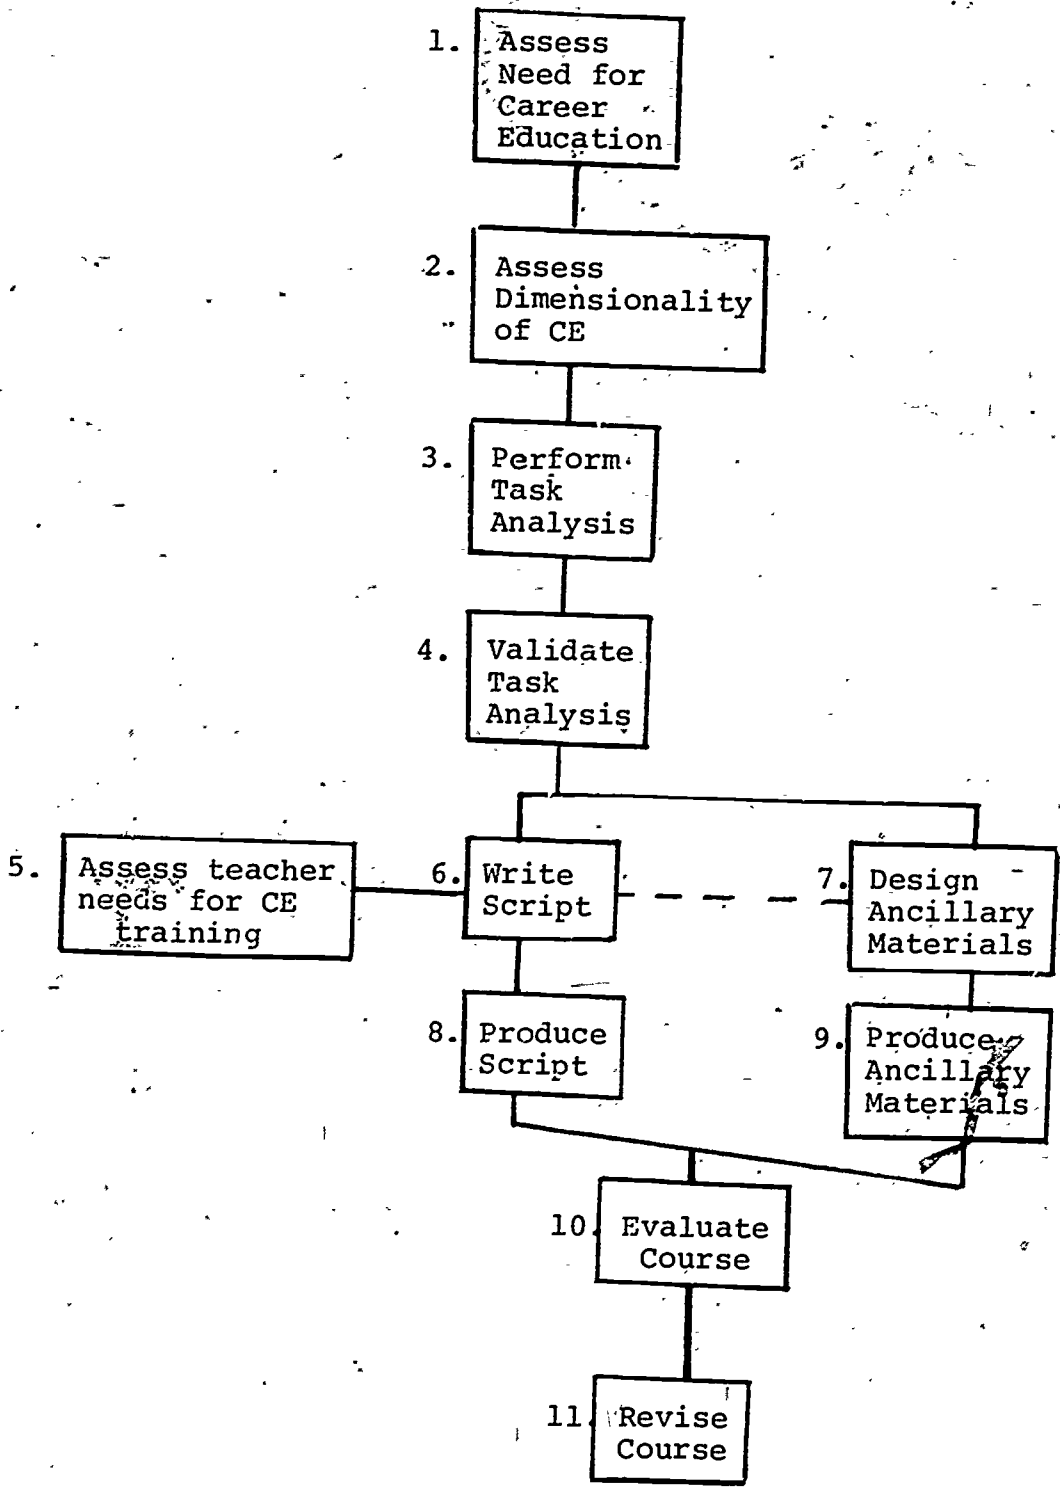 1. Assess
Need for
Career
Education
2. Assess
Dimensionality
of CE
3. Perform
Task
Analysis
4. Validate
Task
Analysis
5. Assess teacher
needs for CE
training
6. Write
Script
7. Design
Ancillary
Materials
8. Produce
Script
9. Produce
Ancillary
Materials
10. Evaluate
Course
11. Revise
Course